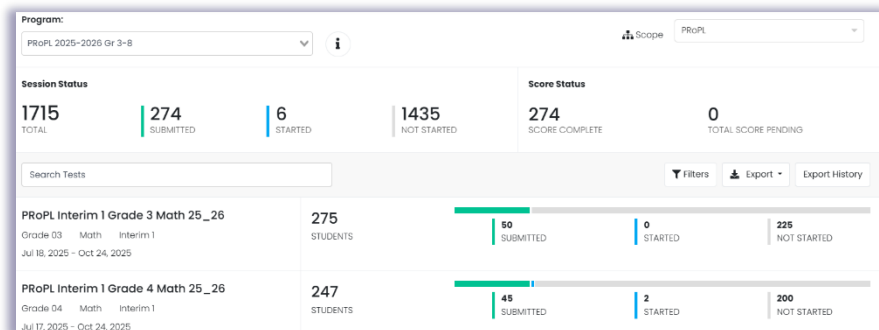 Program:
PRoPL 2025-2026 Gr 3-8
i
Scope
PRoPL
Session Status
1715
TOTAL
274
SUBMITTED
6
STARTED
1435
NOT STARTED
Score Status
274
SCORE COMPLETE
0
TOTAL SCORE PENDING
Search Tests
Filters
Export
Export History
PRoPL Interim 1 Grade 3 Math 25_26
Grade 03 Math Interim 1
Jul 18, 2025 - Oct 24, 2025
275
STUDENTS
50
SUBMITTED
0
STARTED
225
NOT STARTED
PRoPL Interim 1 Grade 4 Math 25_26
Grade 04 Math Interim 1
Jul 17, 2025 - Oct 24, 2025
247
STUDENTS
45
SUBMITTED
2
STARTED
200
NOT STARTED